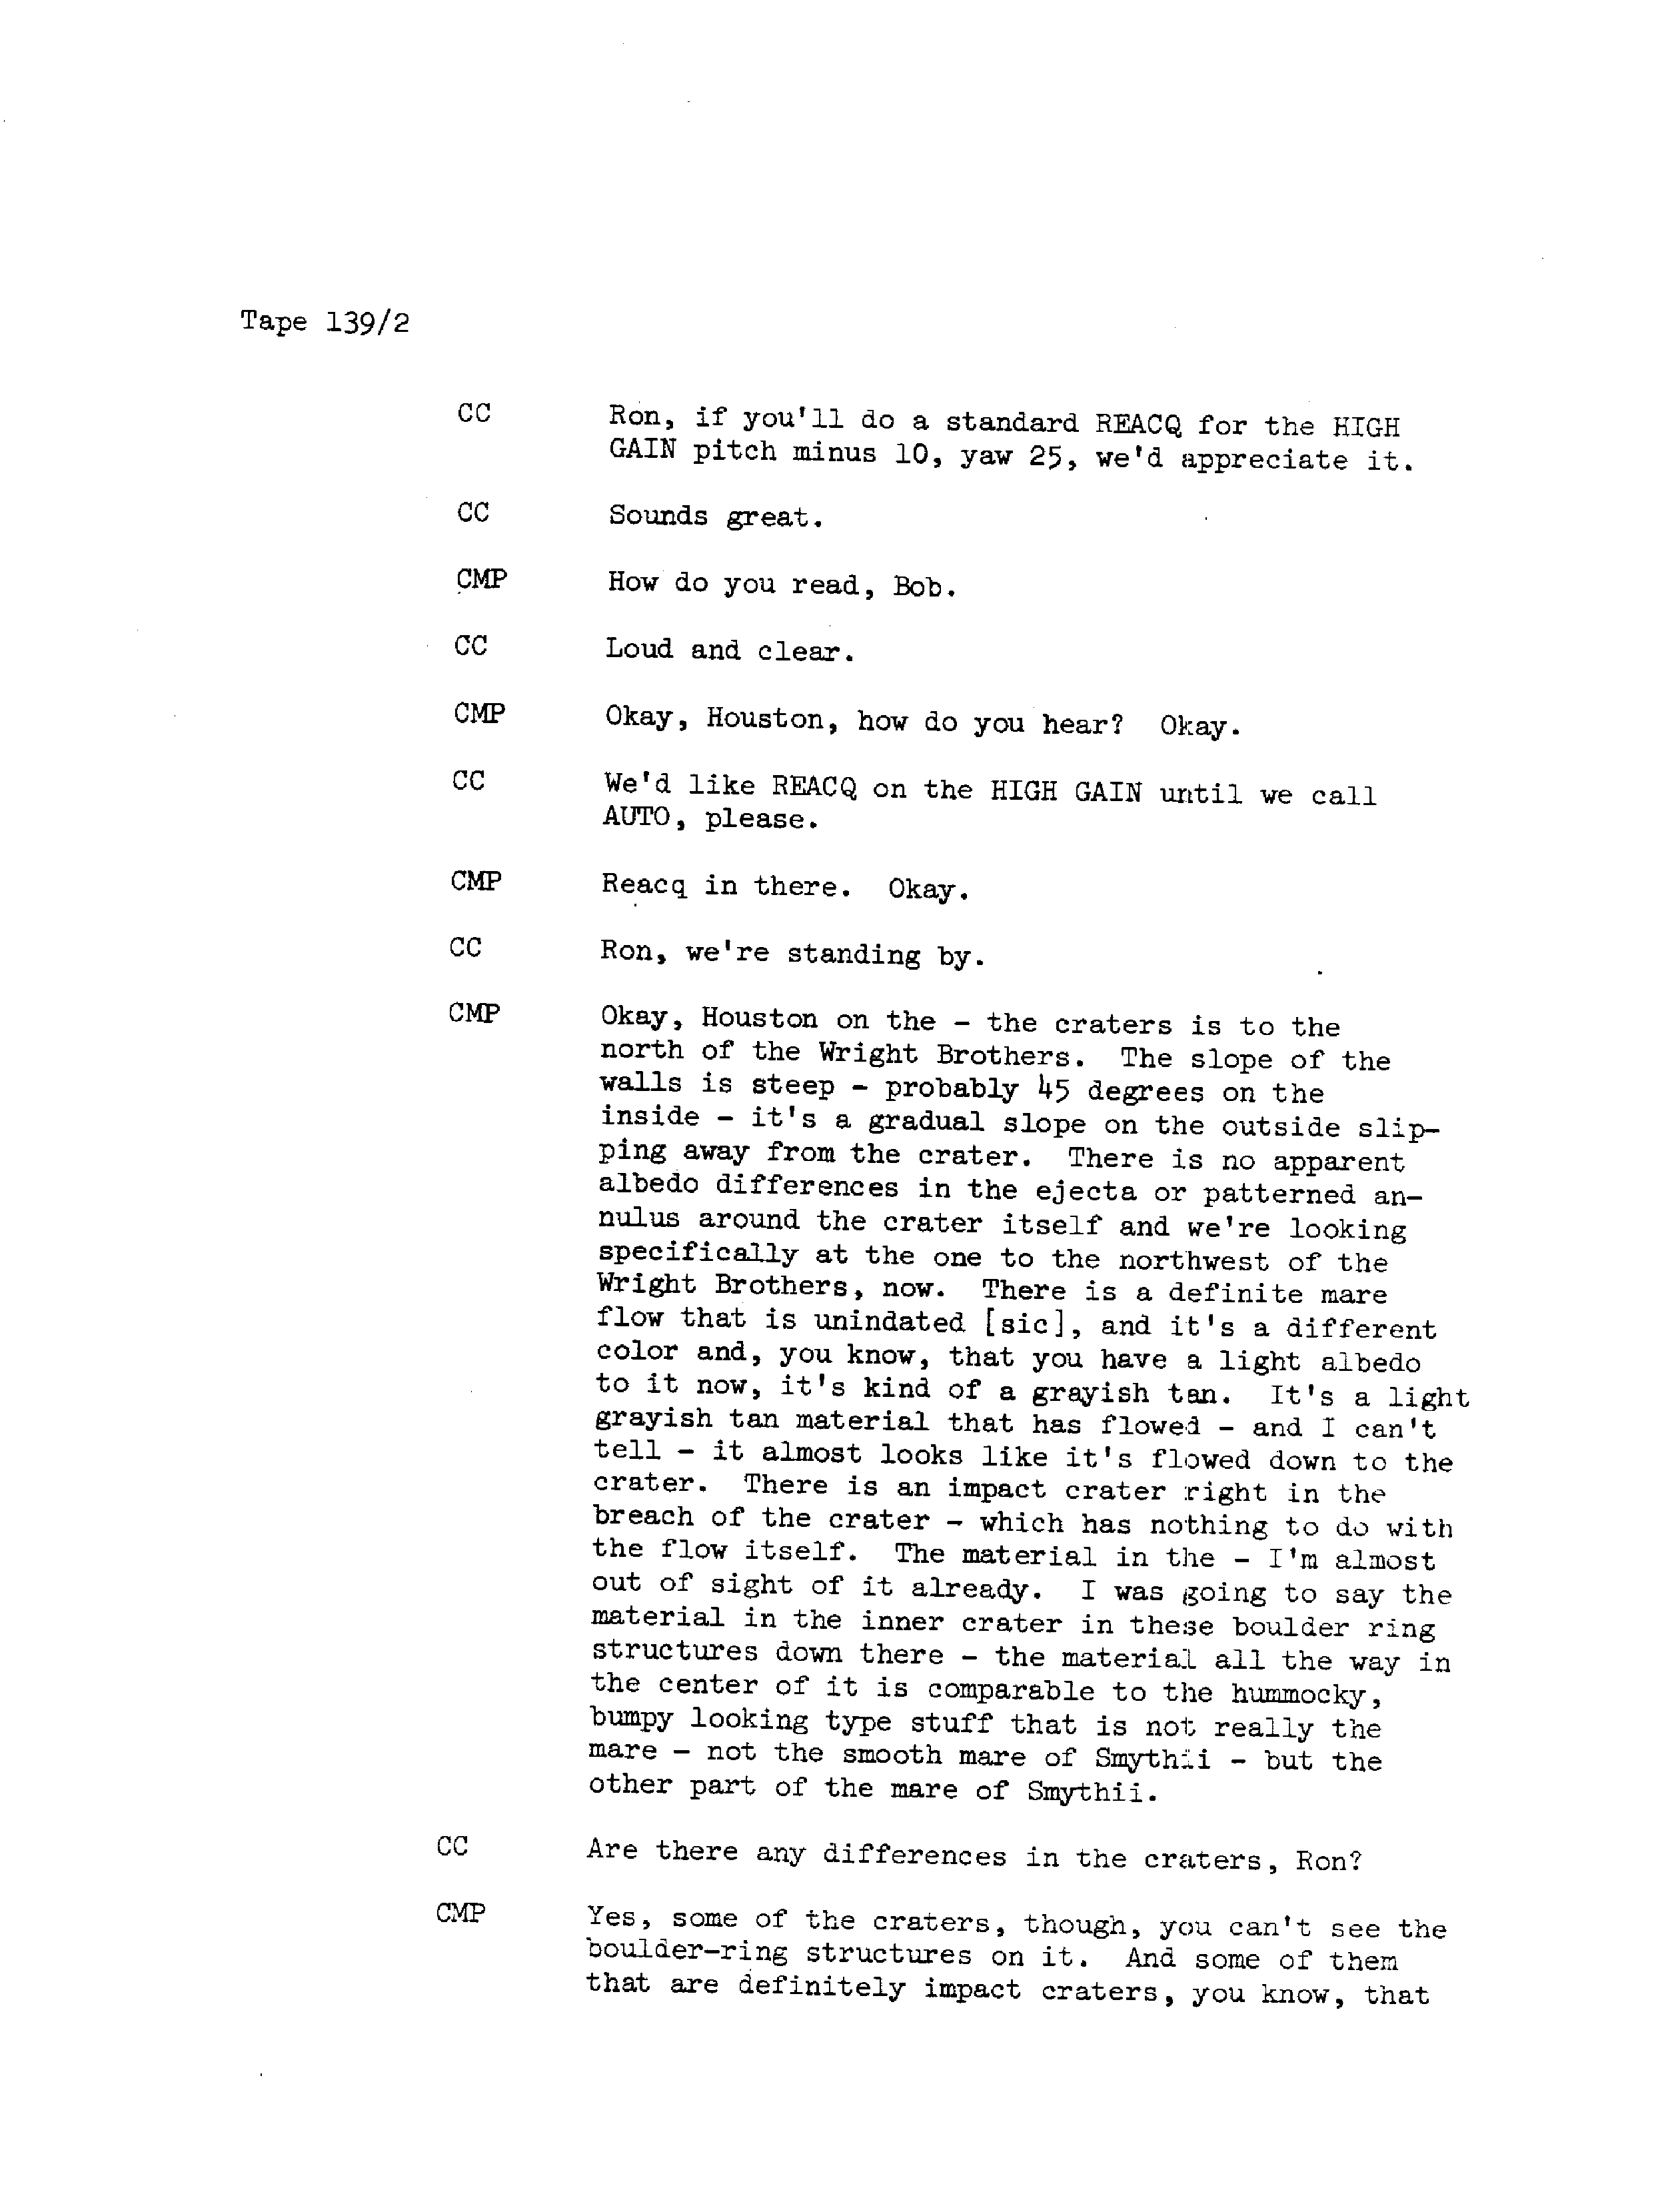 Tape 139/2
CC Ron, if you'll do a standard REACQ for the HIGH
GAIN pitch minus 10, yaw 25, we'd appreciate it.
CC Sounds great.
CMP How do you read, Bob.
CC Loud and clear.
CMP Okay, Houston, how do you hear? Okay.
CC We'd like REACQ on the HIGH GAIN until we call
AUTO, please.
CMP Reacq in there. Okay.
CC Ron, we're standing by.
CMP Okay, Houston on the - the craters is to the
north of the Wright Brothers. The slope of the
walls is steep - probably 45 degrees on the
inside - it's a gradual slope on the outside slip-
ping away from the crater. There is no apparent
albedo differences in the ejecta or patterned an-
nulus around the crater itself and we're looking
specifically at the one to the northwest of the
Wright Brothers, now. There is a definite mare
flow that is unindated [sic], and it's a different
color and, you know, that you have a light albedo
to it now, it's kind of a grayish tan. It's a light
grayish tan material that has flowed - and I can't
tell - it almost looks like it's flowed down to the
crater. There is an impact crater right in the
breach of the crater - which has nothing to do with
the flow itself. The material in the - I'm almost
out of sight of it already. I was going to say the
material in the inner crater in these boulder ring
structures down there - the material all the way in
the center of it is comparable to the hummocky,
bumpy looking type stuff that is not really the
mare - not the smooth mare of Smythii - but the
other part of the mare of Smythii.
CC Are there any differences in the craters, Ron?
CMP Yes, some of the craters, though, you can't see the
boulder-ring structures on it. And some of them
that are definitely impact craters, you know, that